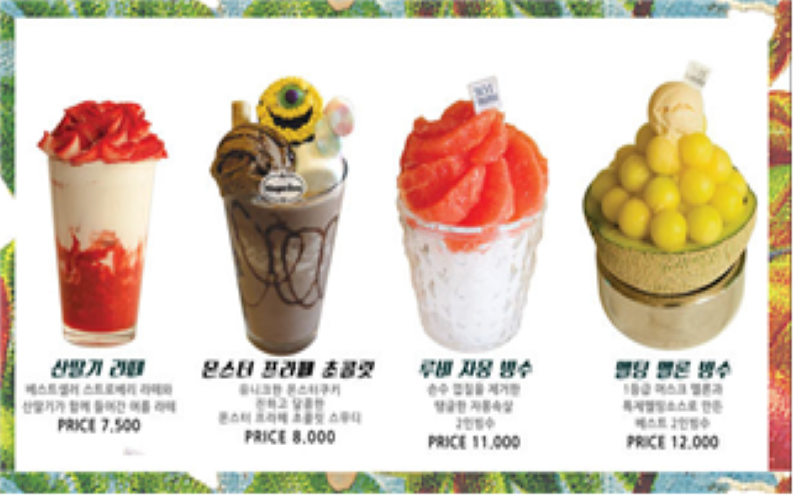 산딸기 라떼
베스트셀러 스트로베리 라떼와
산딸기가 함께 들어간 여름 라떼
PRICE 7,500
몬스터 프라페 초콜릿
유니크한 몬스터쿠키
진하고 달콤한
몬스터 프라페 초콜릿 스무디
PRICE 8,000
루비 자몽 빙수
손수 껍질을 제거한
탱글한 자몽속살
2인빙수
PRICE 11,000
멜팅 멜론 빙수
1등급 머스크 멜론과
특제멜팅소스로 만든
베스트 2인빙수
PRICE 12,000